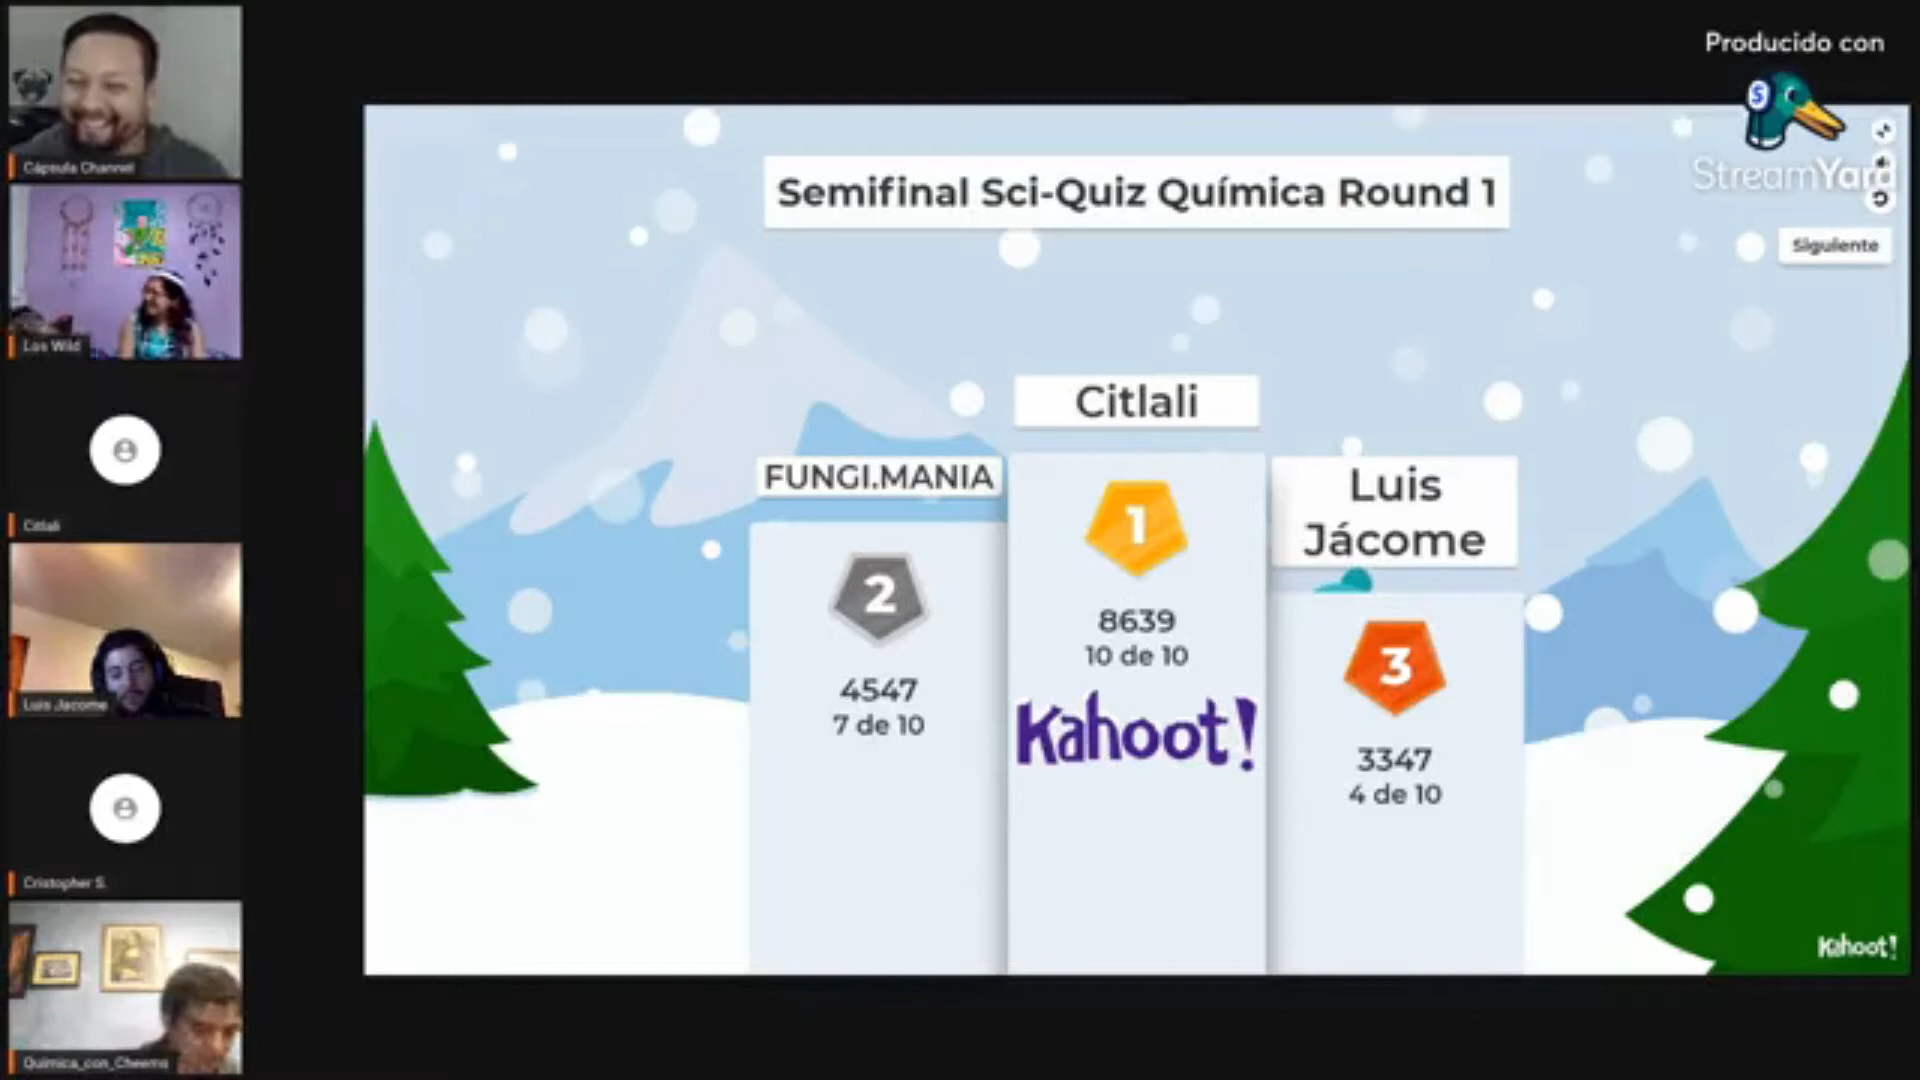 Producido con
StreamYard
Cápsula Channel
Los Wild
Citlali
Luis Jacome
Cristopher S.
Quimica_con_Cheems
Semifinal Sci-Quiz Química Round 1
Siguiente
Citlali
FUNGI.MANIA
Luis
Jácome
1
2
3
8639
10 de 10
4547
7 de 10
3347
4 de 10
Kahoot!
Kahoot!